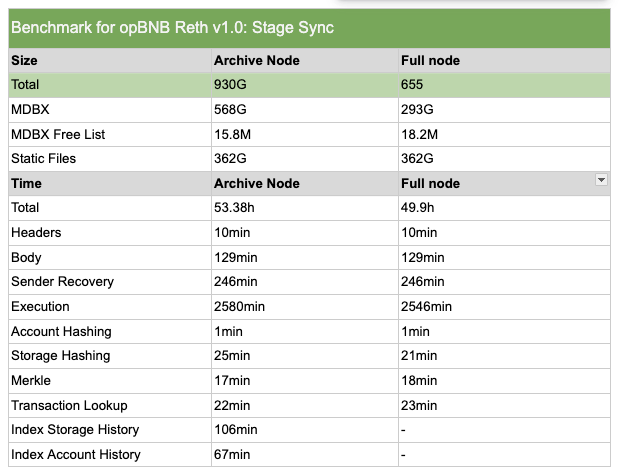 Benchmark for opBNB Reth v1.0: Stage Sync
Size Archive Node Full node
Total 930G 655
MDBX 568G 293G
MDBX Free List 15.8M 18.2M
Static Files 362G 362G
Time Archive Node Full node
Total 53.38h 49.9h
Headers 10min 10min
Body 129min 129min
Sender Recovery 246min 246min
Execution 2580min 2546min
Account Hashing 1min 1min
Storage Hashing 25min 21min
Merkle 17min 18min
Transaction Lookup 22min 23min
Index Storage History 106min -
Index Account History 67min -